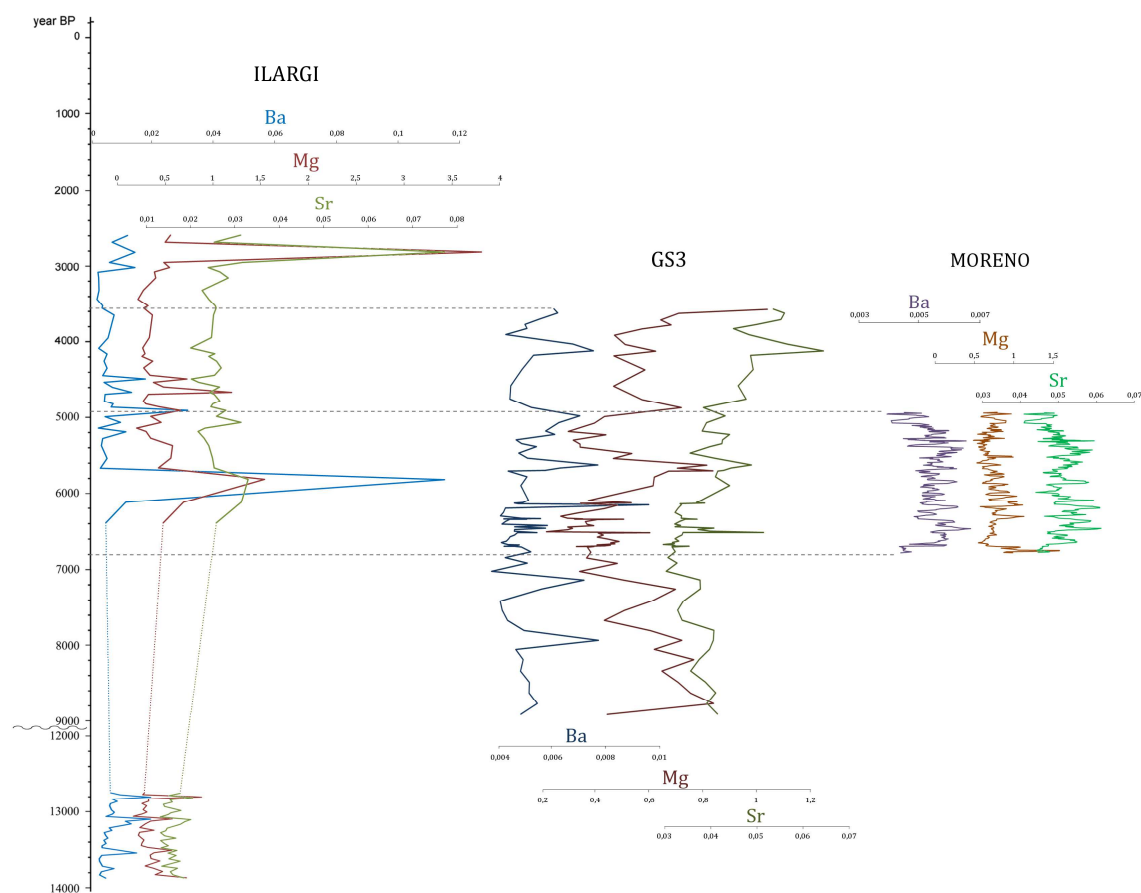 year BP
0
1000
2000
3000
4000
5000
6000
7000
8000
9000
12000
13000
14000
ILARGI
Ba
0 0,02 0,04 0,06 0,08 0,1 0,12
Mg
0 0,5 1 1,5 2 2,5 3 3,5 4
Sr
0,01 0,02 0,03 0,04 0,05 0,06 0,07 0,08
GS3
Ba
0,004 0,006 0,008 0,01
Mg
0,2 0,4 0,6 0,8 1 1,2
Sr
0,03 0,04 0,05 0,06 0,07
MORENO
Ba
0,003 0,005 0,007
Mg
0 0,5 1 1,5
Sr
0,03 0,04 0,05 0,06 0,07